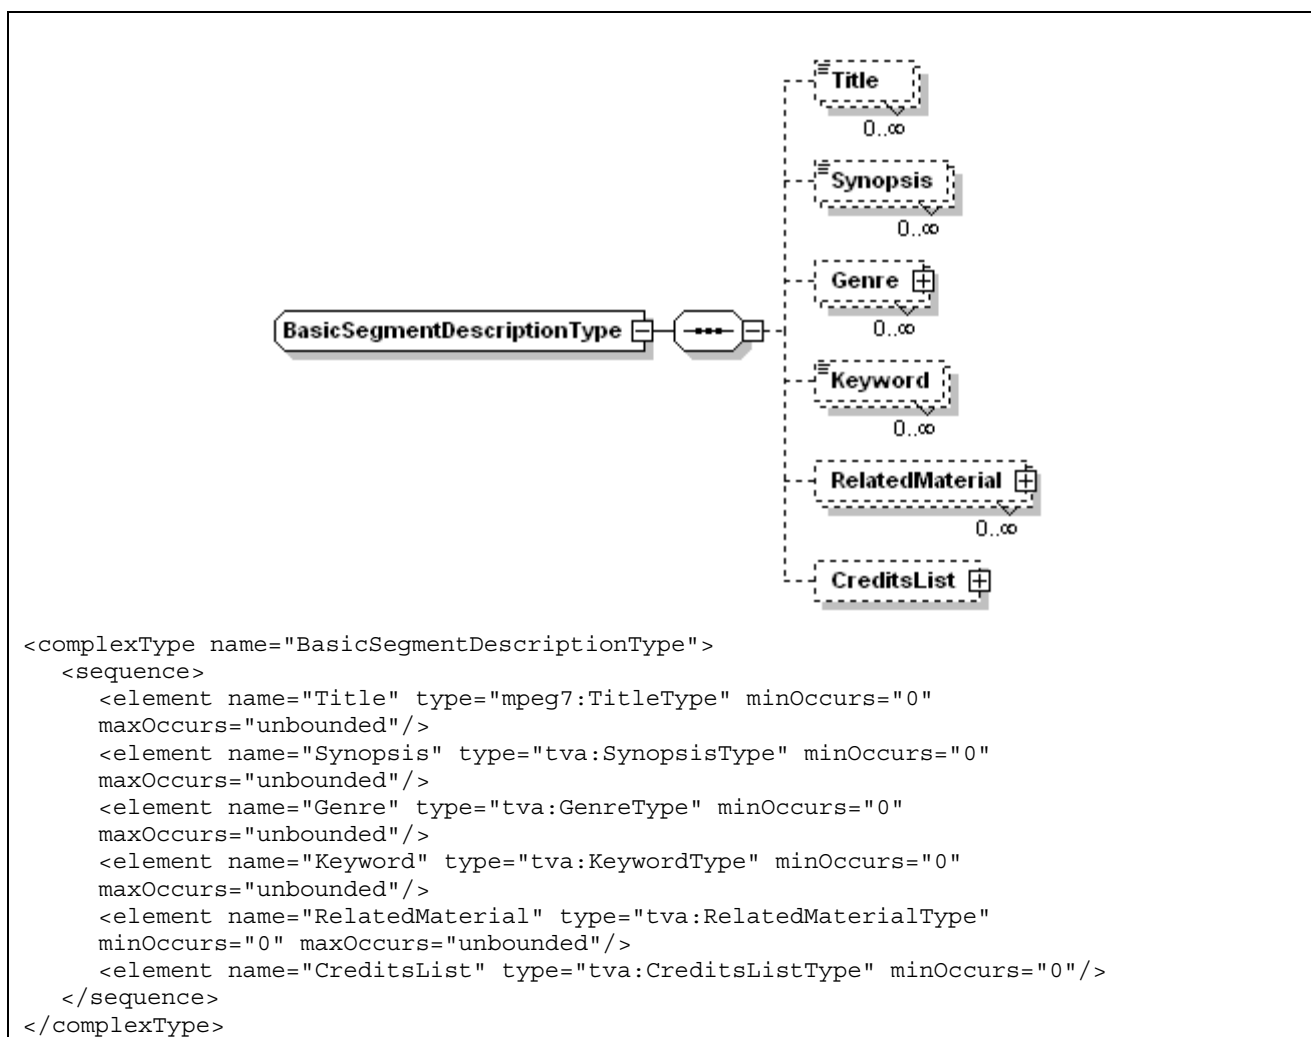 Title
0..∞
Synopsis
0..∞
Genre
0..∞
BasicSegmentDescriptionType
Keyword
0..∞
RelatedMaterial
0..∞
CreditsList
<complexType name="BasicSegmentDescriptionType">
<sequence>
<element name="Title" type="mpeg7:TitleType" minOccurs="0"
maxOccurs="unbounded"/>
<element name="Synopsis" type="tva:SynopsisType" minOccurs="0"
maxOccurs="unbounded"/>
<element name="Genre" type="tva:GenreType" minOccurs="0"
maxOccurs="unbounded"/>
<element name="Keyword" type="tva:KeywordType" minOccurs="0"
maxOccurs="unbounded"/>
<element name="RelatedMaterial" type="tva:RelatedMaterialType"
minOccurs="0" maxOccurs="unbounded"/>
<element name="CreditsList" type="tva:CreditsListType" minOccurs="0"/>
</sequence>
</complexType>